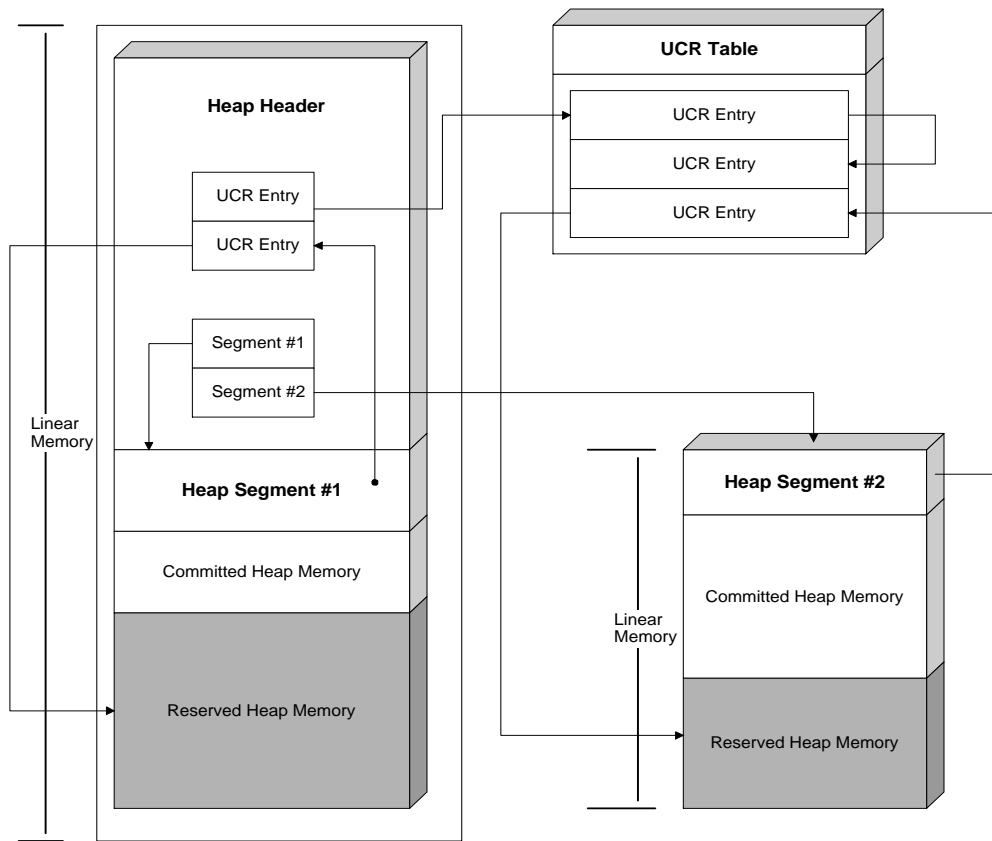 Heap Header
UCR Entry
UCR Entry
Segment #1
Segment #2
Linear
Memory
Heap Segment #1
Committed Heap Memory
Reserved Heap Memory
UCR Table
UCR Entry
UCR Entry
UCR Entry
Heap Segment #2
Committed Heap Memory
Linear
Memory
Reserved Heap Memory